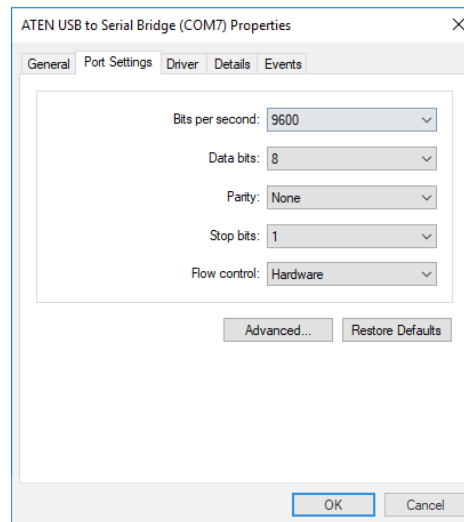 ATEN USB to Serial Bridge (COM7) Properties
General Port Settings Driver Details Events
Bits per second: 9600
Data bits: 8
Parity: None
Stop bits: 1
Flow control: Hardware
Advanced... Restore Defaults
OK Cancel